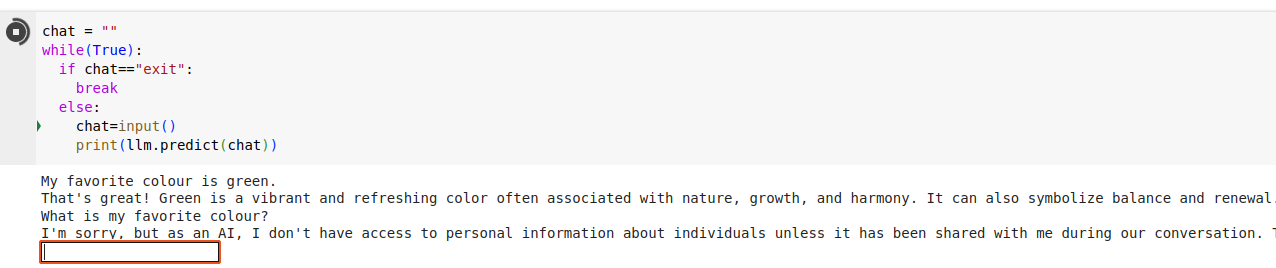 chat = ""
while(True):
  if chat=="exit":
    break
  else:
    chat=input()
    print(llm.predict(chat))
My favorite colour is green.
That's great! Green is a vibrant and refreshing color often associated with nature, growth, and harmony. It can also symbolize balance and renewal.
What is my favorite colour?
I'm sorry, but as an AI, I don't have access to personal information about individuals unless it has been shared with me during our conversation.